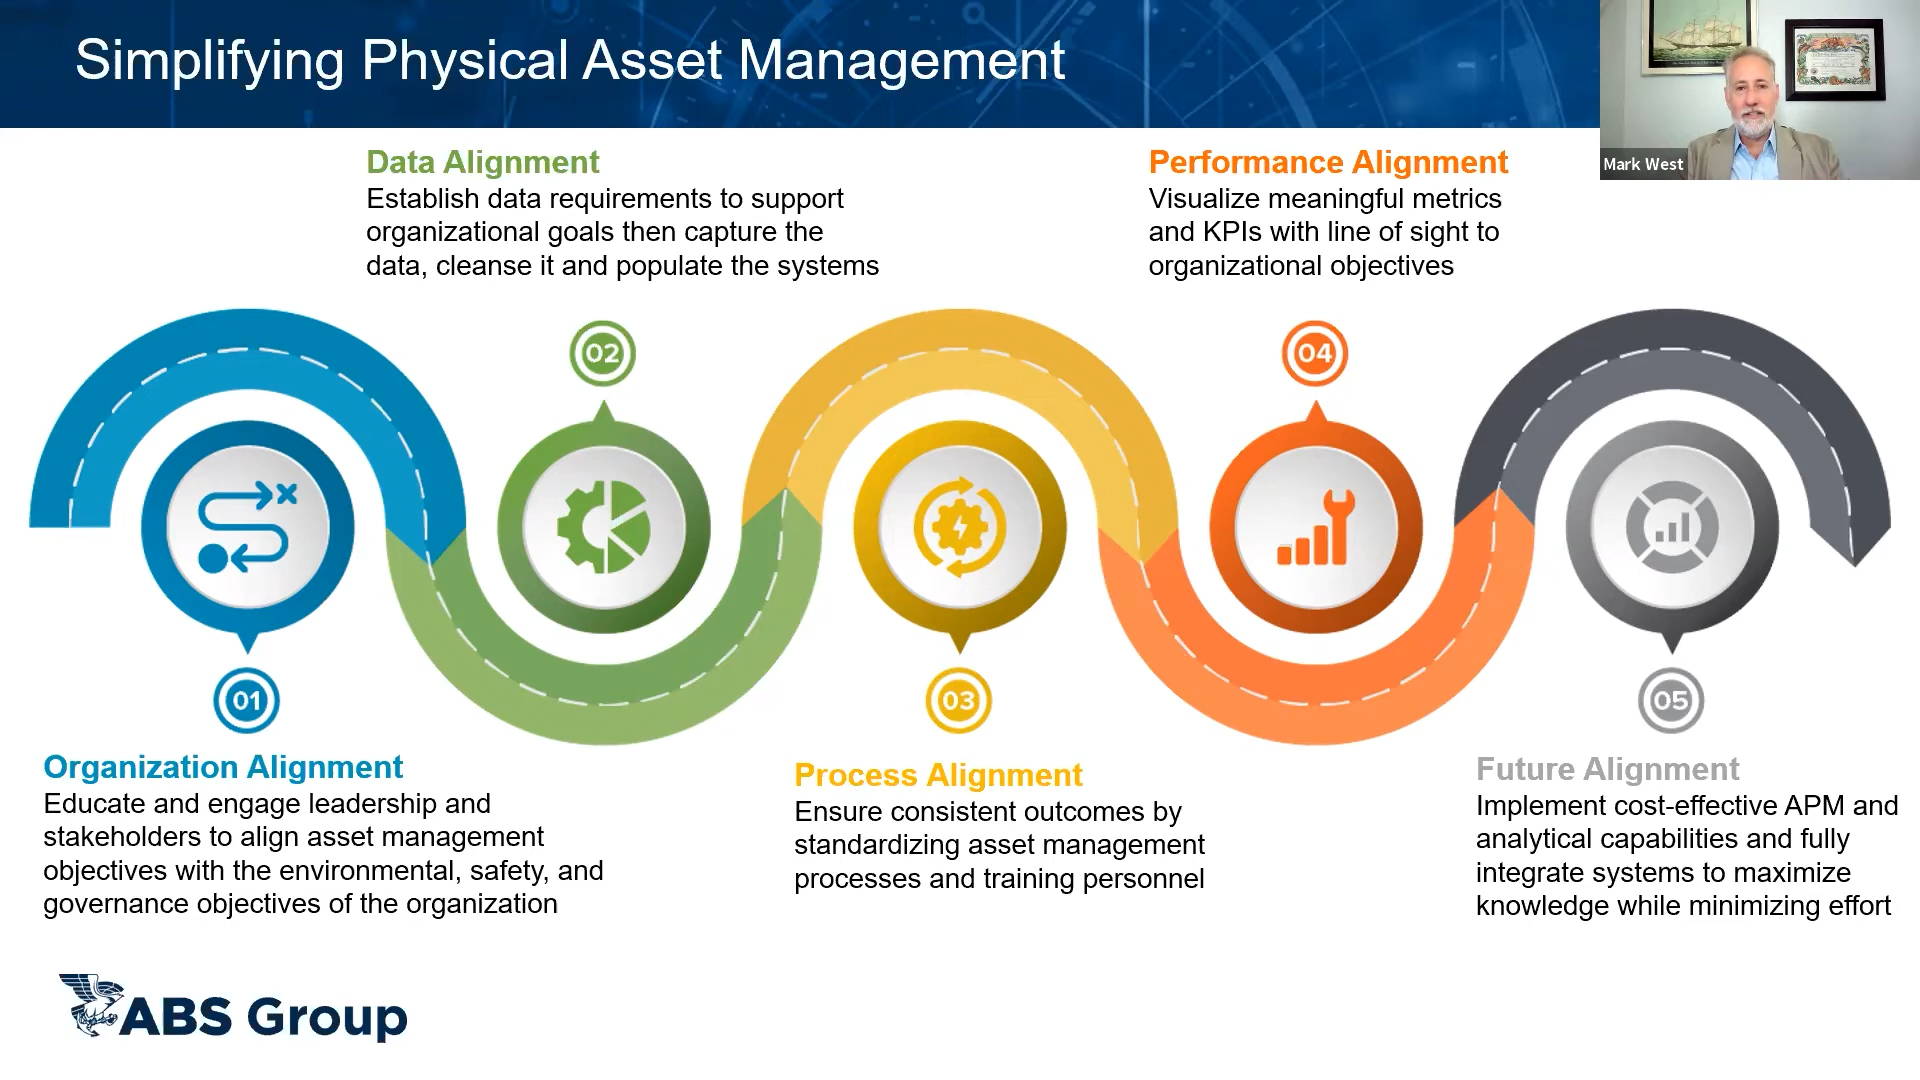 Simplifying Physical Asset Management
Mark West
Data Alignment
Establish data requirements to support
organizational goals then capture the
data, cleanse it and populate the systems
Performance Alignment
Visualize meaningful metrics
and KPIs with line of sight to
organizational objectives
02
04
01
03
05
Organization Alignment
Educate and engage leadership and
stakeholders to align asset management
objectives with the environmental, safety, and
governance objectives of the organization
Process Alignment
Ensure consistent outcomes by
standardizing asset management
processes and training personnel
Future Alignment
Implement cost-effective APM and
analytical capabilities and fully
integrate systems to maximize
knowledge while minimizing effort
ABS Group